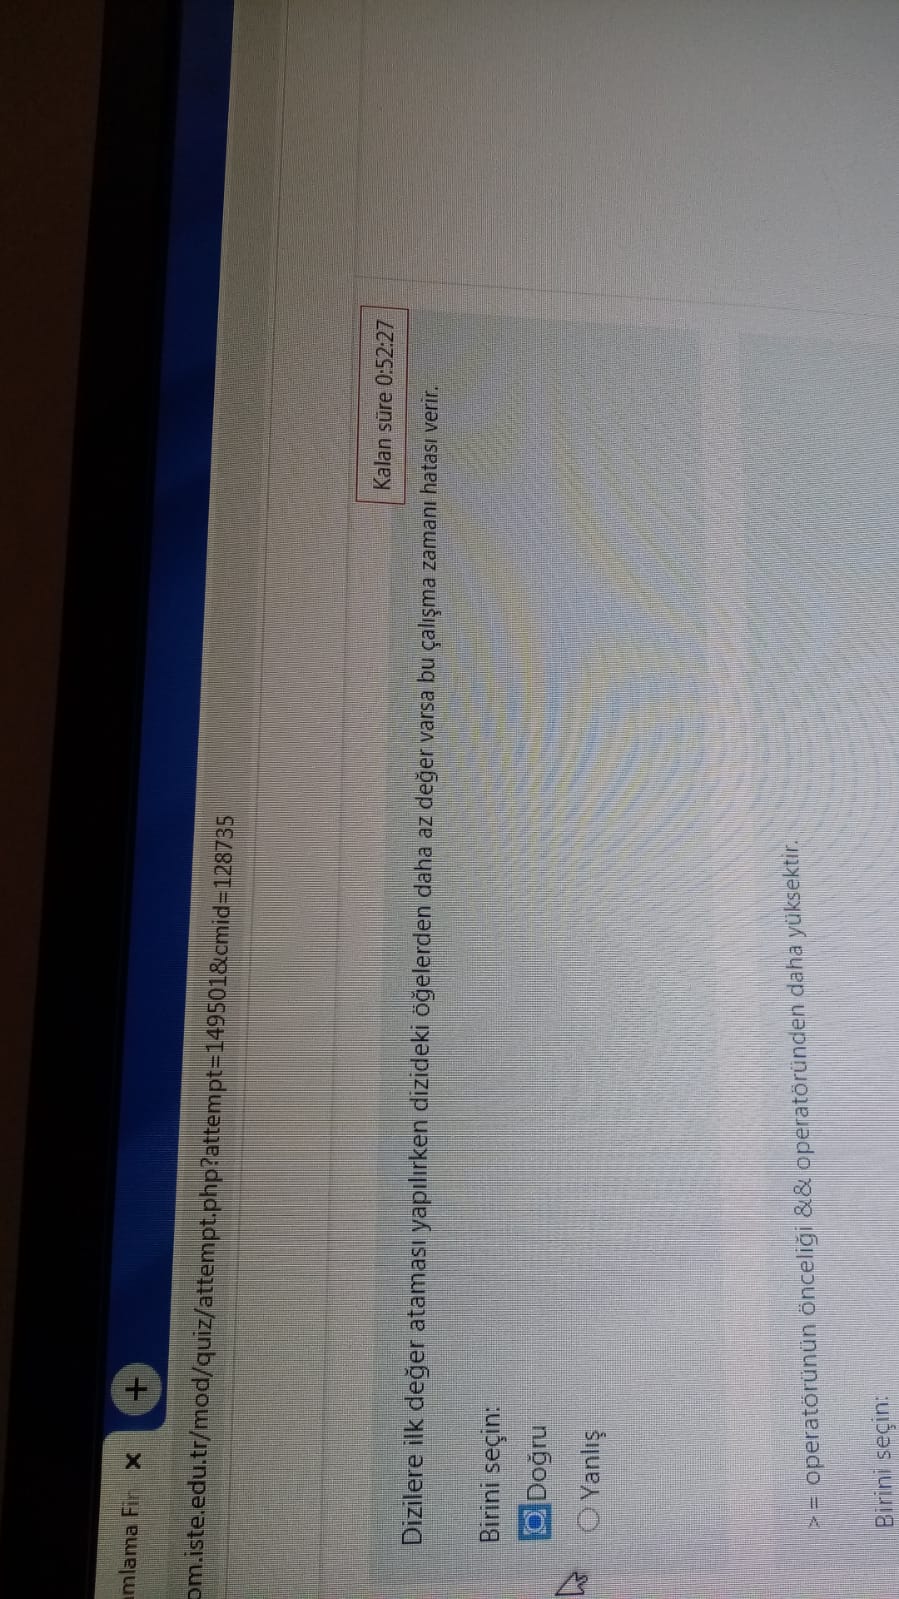 x
+
om.iste.edu.tr/mod/quiz/attempt.php?attempt=149501&cmid=128735
Kalan süre 0:52:27
Dizilere ilk değer ataması yapılırken dizideki öğelerden daha az değer varsa bu çalışma zamanı hatası verir.
Birini seçin:
Doğru
Yanlış
>= operatörünün önceliği && operatöründen daha yüksektir.
Birini seçin: